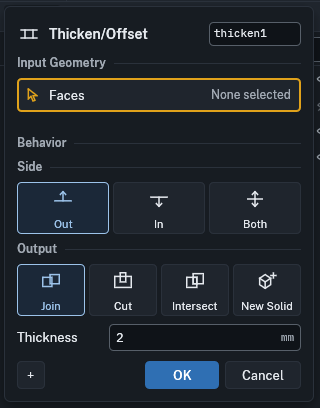 Thicken/Offset thicken1
Input Geometry
Faces None selected
Behavior
Side
Out In Both
Output
Join Cut Intersect New Solid
Thickness 2 mm
+ OK Cancel